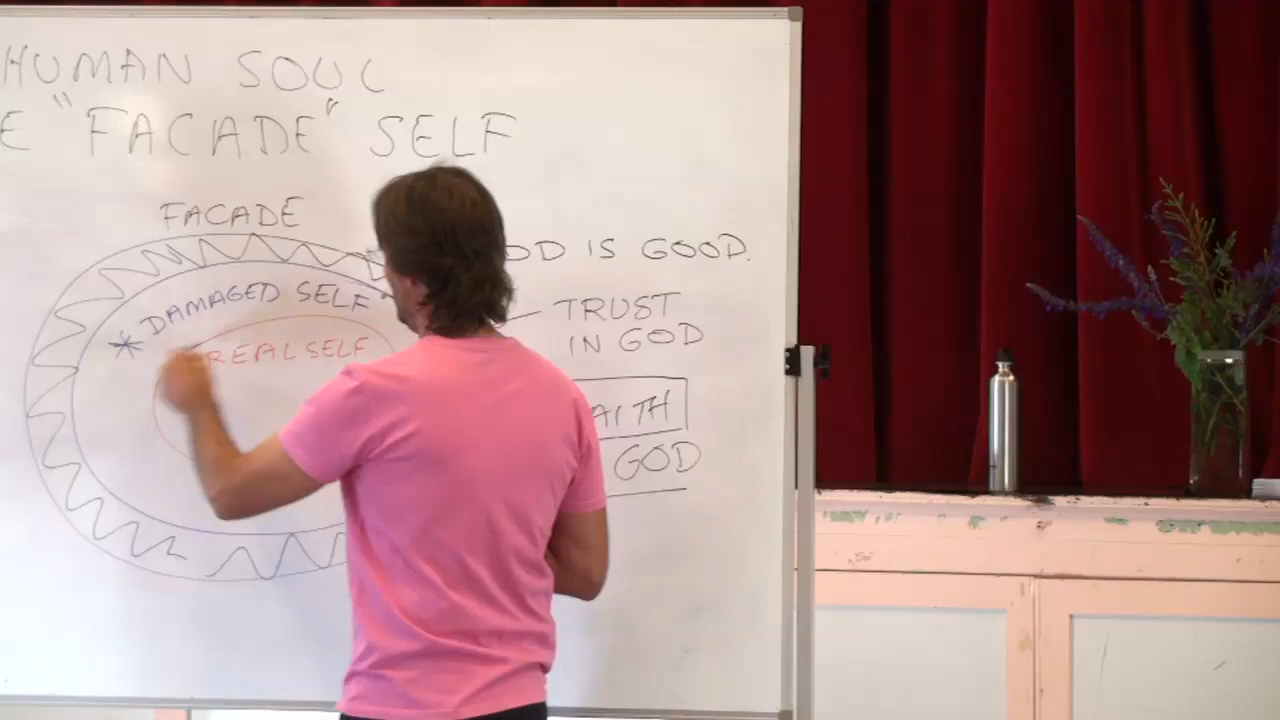 HUMAN SOUL
E "FACADE" SELF
FACADE
OD IS GOOD.
* DAMAGED SELF
TRUST
IN GOD
REAL SELF
AITH
GOD